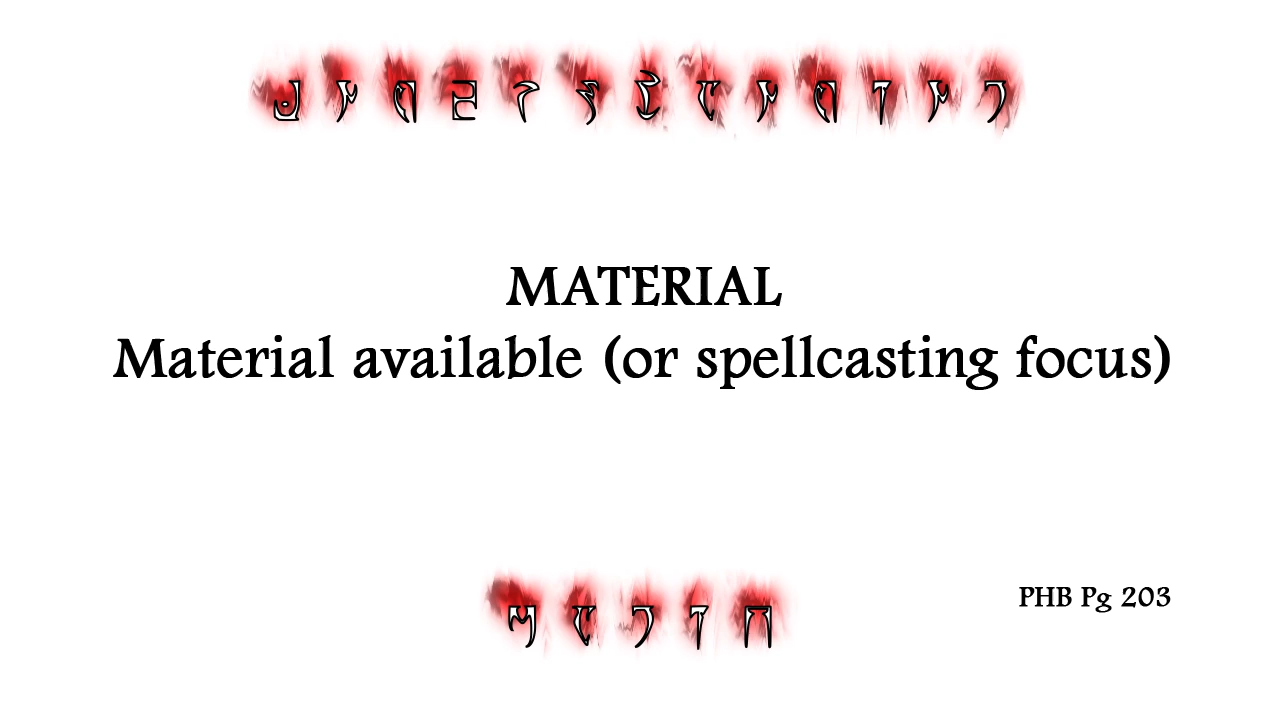 MATERIAL
Material available (or spellcasting focus)
PHB Pg 203